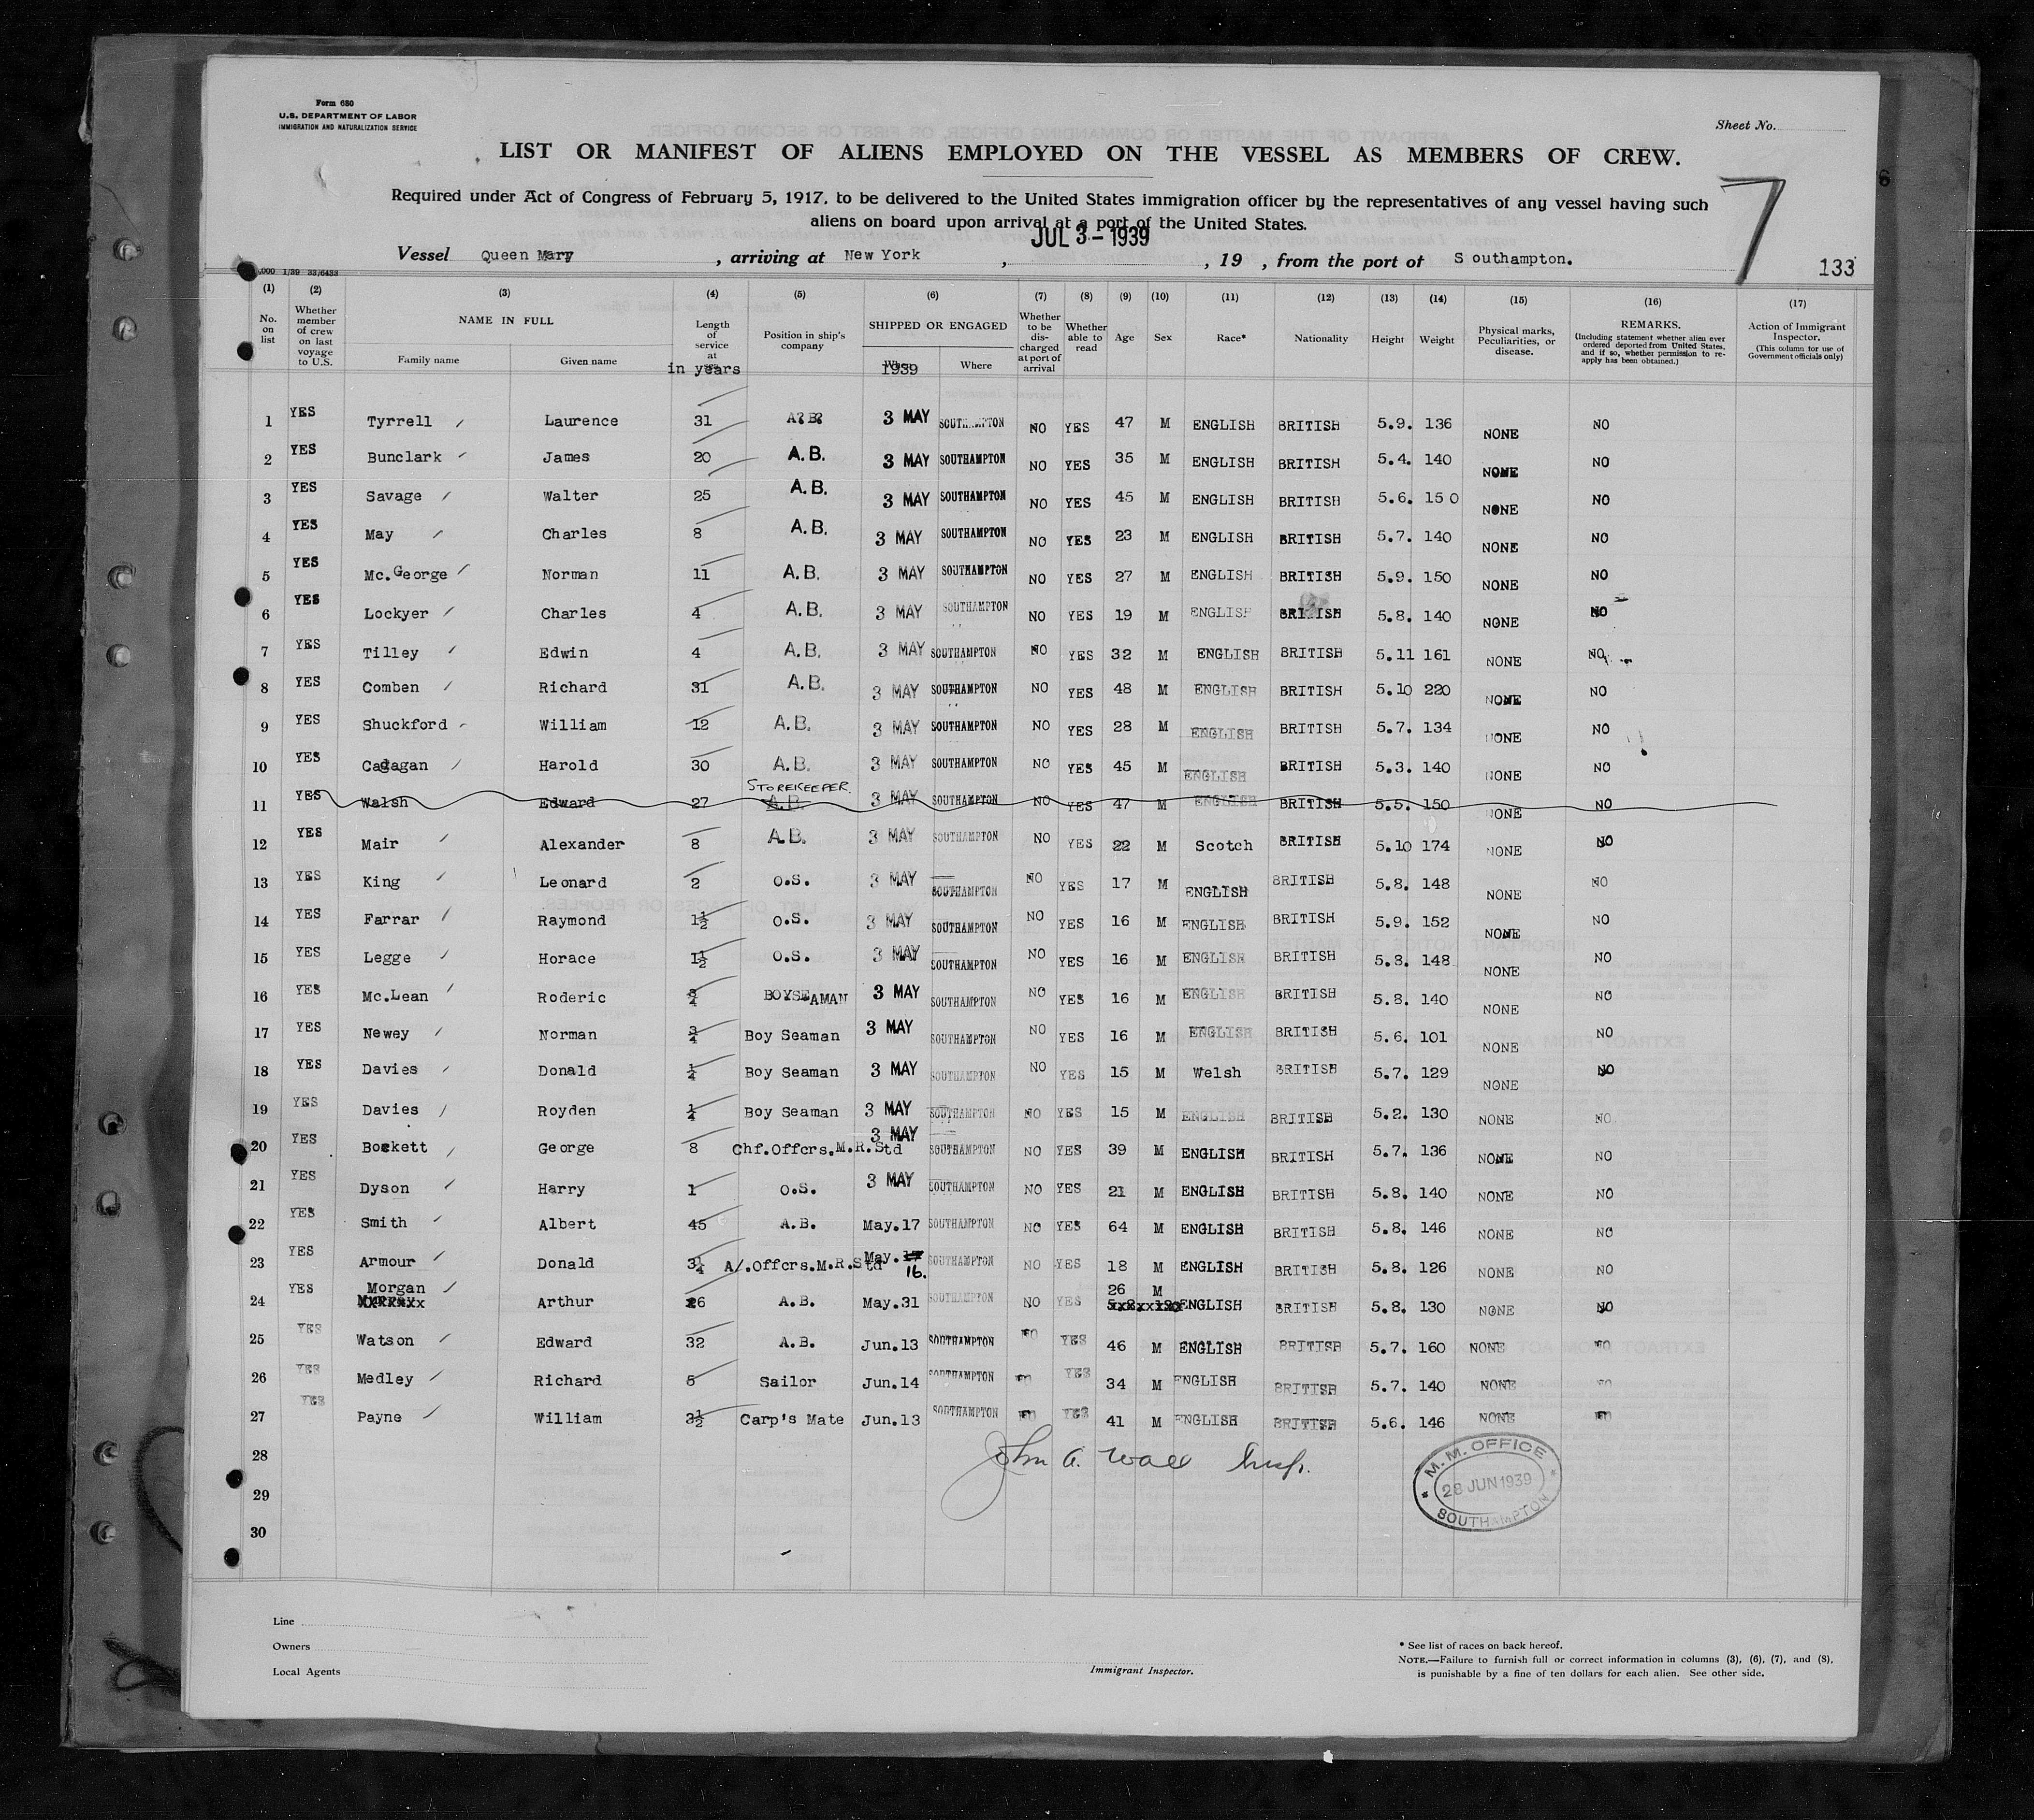 Form 680
U.S. DEPARTMENT OF LABOR
IMMIGRATION AND NATURALIZATION SERVICE
Sheet No.
LIST OR MANIFEST OF ALIENS EMPLOYED ON THE VESSEL AS MEMBERS OF CREW.
Required under Act of Congress of February 5, 1917, to be delivered to the United States immigration officer by the representatives of any vessel having such
aliens on board upon arrival at a port of the United States.
7
JUL 3 - 1939
Vessel Queen Mary , arriving at New York , , 19 , from the port of Southampton.
133
(1) (2) (3) (4) (5) (6) (7) (8) (9) (10) (11) (12) (13) (14) (15) (16) (17)
No. on list
Whether member of crew on last voyage to U.S.
NAME IN FULL
Family name Given name
Length of service at
in years
Position in ship's company
SHIPPED OR ENGAGED
1939 Where
Whether to be discharged at port of arrival
Whether able to read
Age Sex Race* Nationality Height Weight
Physical marks, Peculiarities, or disease.
REMARKS.
(Including statement whether alien ever ordered deported from United States, and if so, whether permission to re-apply has been obtained.)
Action of Immigrant Inspector.
(This column for use of Government officials only)
1 YES Tyrrell Laurence 31 A.B. 3 MAY SOUTHAMPTON NO YES 47 M ENGLISH BRITISH 5.9. 136 NONE NO
2 YES Bunclark James 20 A.B. 3 MAY SOUTHAMPTON NO YES 35 M ENGLISH BRITISH 5.4. 140 NONE NO
3 YES Savage Walter 25 A.B. 3 MAY SOUTHAMPTON NO YES 45 M ENGLISH BRITISH 5.6. 150 NONE NO
4 YES May Charles 8 A.B. 3 MAY SOUTHAMPTON NO YES 23 M ENGLISH BRITISH 5.7. 140 NONE NO
5 YES Mc.George Norman 11 A.B. 3 MAY SOUTHAMPTON NO YES 27 M ENGLISH BRITISH 5.9. 150 NONE NO
6 YES Lockyer Charles 4 A.B. 3 MAY SOUTHAMPTON NO YES 19 M ENGLISH BRITISH 5.8. 140 NONE NO
7 YES Tilley Edwin 4 A.B. 3 MAY SOUTHAMPTON NO YES 32 M ENGLISH BRITISH 5.11 161 NONE NO
8 YES Comben Richard 31 A.B. 3 MAY SOUTHAMPTON NO YES 48 M ENGLISH BRITISH 5.10 220 NONE NO
9 YES Shuckford William 12 A.B. 3 MAY SOUTHAMPTON NO YES 28 M ENGLISH BRITISH 5.7. 134 NONE NO
10 YES Harold 30 A.B. 3 MAY SOUTHAMPTON NO YES 45 M ENGLISH BRITISH 5.3. 140 NONE NO
STOREKEEPER.
11 YES Walsh Edward 27 A.B. 3 MAY SOUTHAMPTON NO YES 47 M ENGLISH BRITISH 5.5. 150 NONE NO
12 YES Mair Alexander 8 A.B. 3 MAY SOUTHAMPTON NO YES 22 M Scotch BRITISH 5.10 174 NONE NO
13 YES King Leonard 2 O.S. 3 MAY SOUTHAMPTON NO YES 17 M ENGLISH BRITISH 5.8. 148 NONE NO
14 YES Farrar Raymond 1½ O.S. 3 MAY SOUTHAMPTON NO YES 16 M ENGLISH BRITISH 5.9. 152 NONE NO
15 YES Legge Horace 1½ O.S. 3 MAY SOUTHAMPTON NO YES 16 M ENGLISH BRITISH 5.8. 148 NONE NO
16 YES Mc.Lean Roderic ¾ BOYSEAMAN 3 MAY SOUTHAMPTON NO YES 16 M ENGLISH BRITISH 5.8. 140 NONE NO
17 YES Newey Norman ¾ Boy Seaman 3 MAY SOUTHAMPTON NO YES 16 M ENGLISH BRITISH 5.6. 101 NONE NO
18 YES Davies Donald Boy Seaman 3 MAY SOUTHAMPTON NO YES 15 M Welsh BRITISH 5.7. 129 NONE NO
19 YES Davies Royden Boy Seaman 3 MAY SOUTHAMPTON NO YES 15 M ENGLISH BRITISH 5.2. 130 NONE NO
20 YES George 8 Chf.Offcrs.M.R.Std 3 MAY SOUTHAMPTON NO YES 39 M ENGLISH BRITISH 5.7. 136 NONE NO
21 YES Dyson Harry 1 O.S. 3 MAY SOUTHAMPTON NO YES 21 M ENGLISH BRITISH 5.8. 140 NONE NO
22 YES Smith Albert 45 A.B. May.17 SOUTHAMPTON NO YES 64 M ENGLISH BRITISH 5.8. 146 NONE NO
23 YES Armour Donald 3¼ A/.Offcrs.M.R.Std May. 17 16. SOUTHAMPTON NO YES 18 M ENGLISH BRITISH 5.8. 126 NONE NO
24 YES Morgan Arthur 26 A.B. May.31 SOUTHAMPTON NO YES 26 M ENGLISH BRITISH 5.8. 130 NONE NO
25 YES Watson Edward 32 A.B. Jun.13 SOUTHAMPTON NO YES 46 M ENGLISH BRITISH 5.7. 160 NONE NO
26 YES Medley Richard Sailor Jun.14 SOUTHAMPTON NO YES 34 M ENGLISH BRITISH 5.7. 140 NONE NO
27 YES Payne William Carp's Mate Jun.13 SOUTHAMPTON NO YES 41 M ENGLISH BRITISH 5.6. 146 NONE NO
28
29
30
John A. Wall Insp.
M. M. OFFICE
28 JUN 1939
SOUTHAMPTON
Line
Owners
Local Agents
Immigrant Inspector.
* See list of races on back hereof.
NOTE.—Failure to furnish full or correct information in columns (3), (6), (7), and (8),
is punishable by a fine of ten dollars for each alien. See other side.